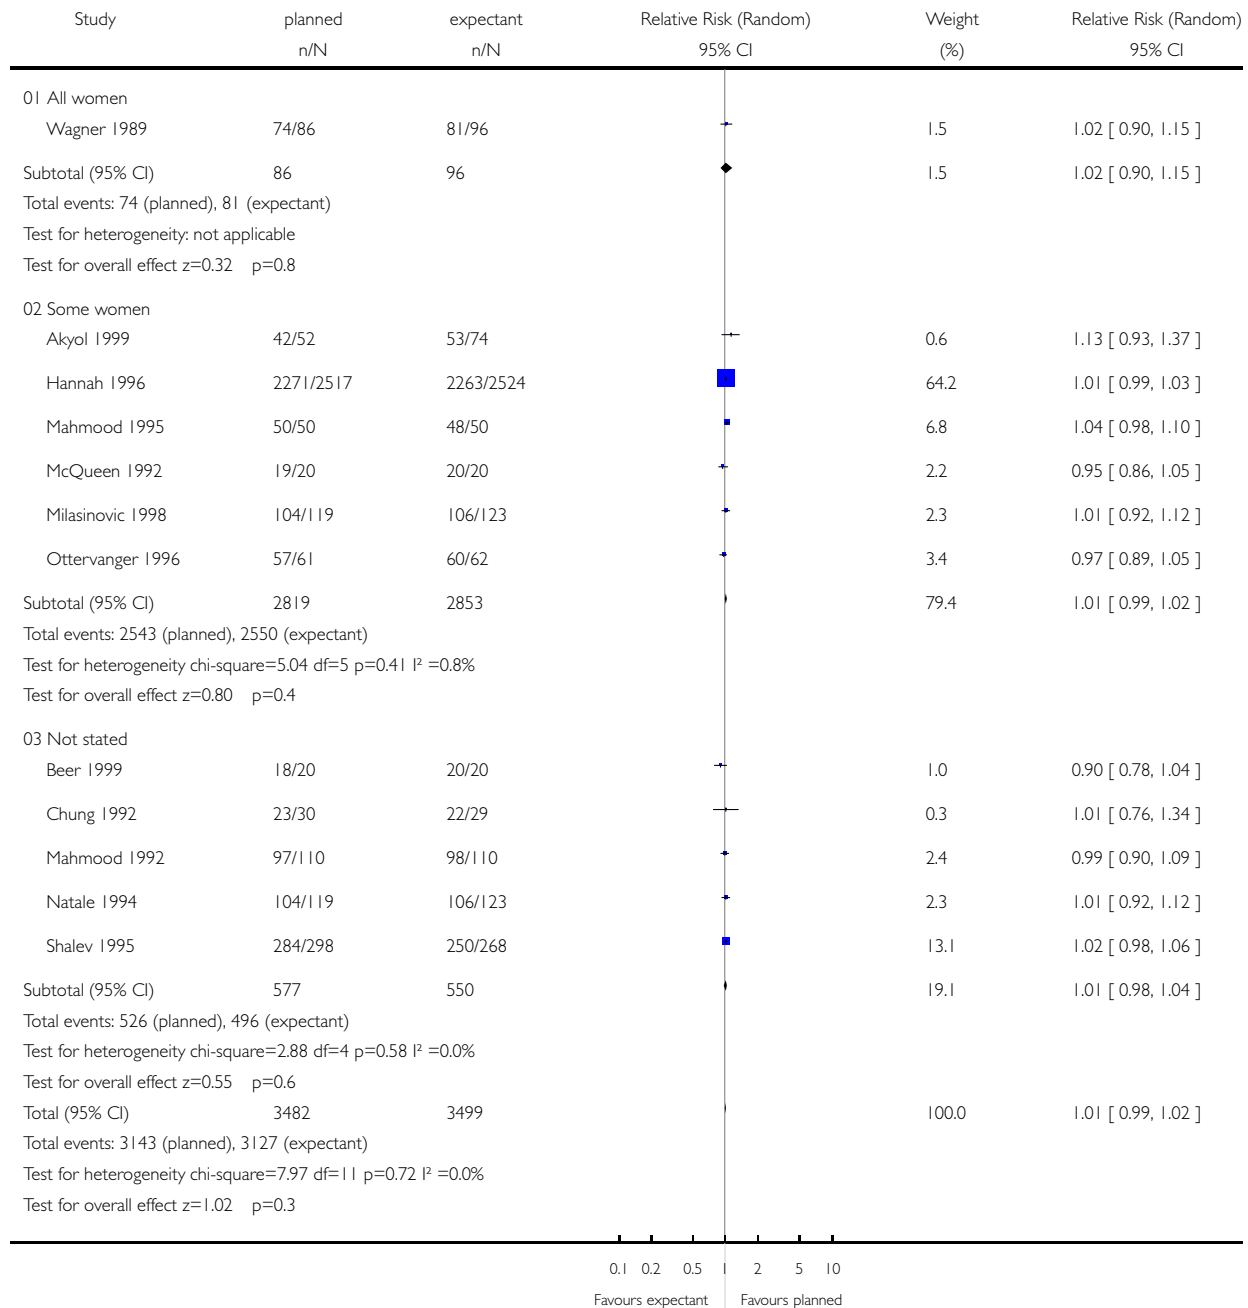 Study planned expectant Relative Risk (Random) Weight Relative Risk (Random)
n/N n/N 95% CI (%) 95% CI
01 All women
Wagner 1989 74/86 81/96 1.5 1.02 [ 0.90, 1.15 ]
Subtotal (95% CI) 86 96 1.5 1.02 [ 0.90, 1.15 ]
Total events: 74 (planned), 81 (expectant)
Test for heterogeneity: not applicable
Test for overall effect z=0.32 p=0.8
02 Some women
Akyol 1999 42/52 53/74 0.6 1.13 [ 0.93, 1.37 ]
Hannah 1996 2271/2517 2263/2524 64.2 1.01 [ 0.99, 1.03 ]
Mahmood 1995 50/50 48/50 6.8 1.04 [ 0.98, 1.10 ]
McQueen 1992 19/20 20/20 2.2 0.95 [ 0.86, 1.05 ]
Milasinovic 1998 104/119 106/123 2.3 1.01 [ 0.92, 1.12 ]
Ottervanger 1996 57/61 60/62 3.4 0.97 [ 0.89, 1.05 ]
Subtotal (95% CI) 2819 2853 79.4 1.01 [ 0.99, 1.02 ]
Total events: 2543 (planned), 2550 (expectant)
Test for heterogeneity chi-square=5.04 df=5 p=0.41 I² =0.8%
Test for overall effect z=0.80 p=0.4
03 Not stated
Beer 1999 18/20 20/20 1.0 0.90 [ 0.78, 1.04 ]
Chung 1992 23/30 22/29 0.3 1.01 [ 0.76, 1.34 ]
Mahmood 1992 97/110 98/110 2.4 0.99 [ 0.90, 1.09 ]
Natale 1994 104/119 106/123 2.3 1.01 [ 0.92, 1.12 ]
Shalev 1995 284/298 250/268 13.1 1.02 [ 0.98, 1.06 ]
Subtotal (95% CI) 577 550 19.1 1.01 [ 0.98, 1.04 ]
Total events: 526 (planned), 496 (expectant)
Test for heterogeneity chi-square=2.88 df=4 p=0.58 I² =0.0%
Test for overall effect z=0.55 p=0.6
Total (95% CI) 3482 3499 100.0 1.01 [ 0.99, 1.02 ]
Total events: 3143 (planned), 3127 (expectant)
Test for heterogeneity chi-square=7.97 df=11 p=0.72 I² =0.0%
Test for overall effect z=1.02 p=0.3
0.1 0.2 0.5 1 2 5 10
Favours expectant Favours planned